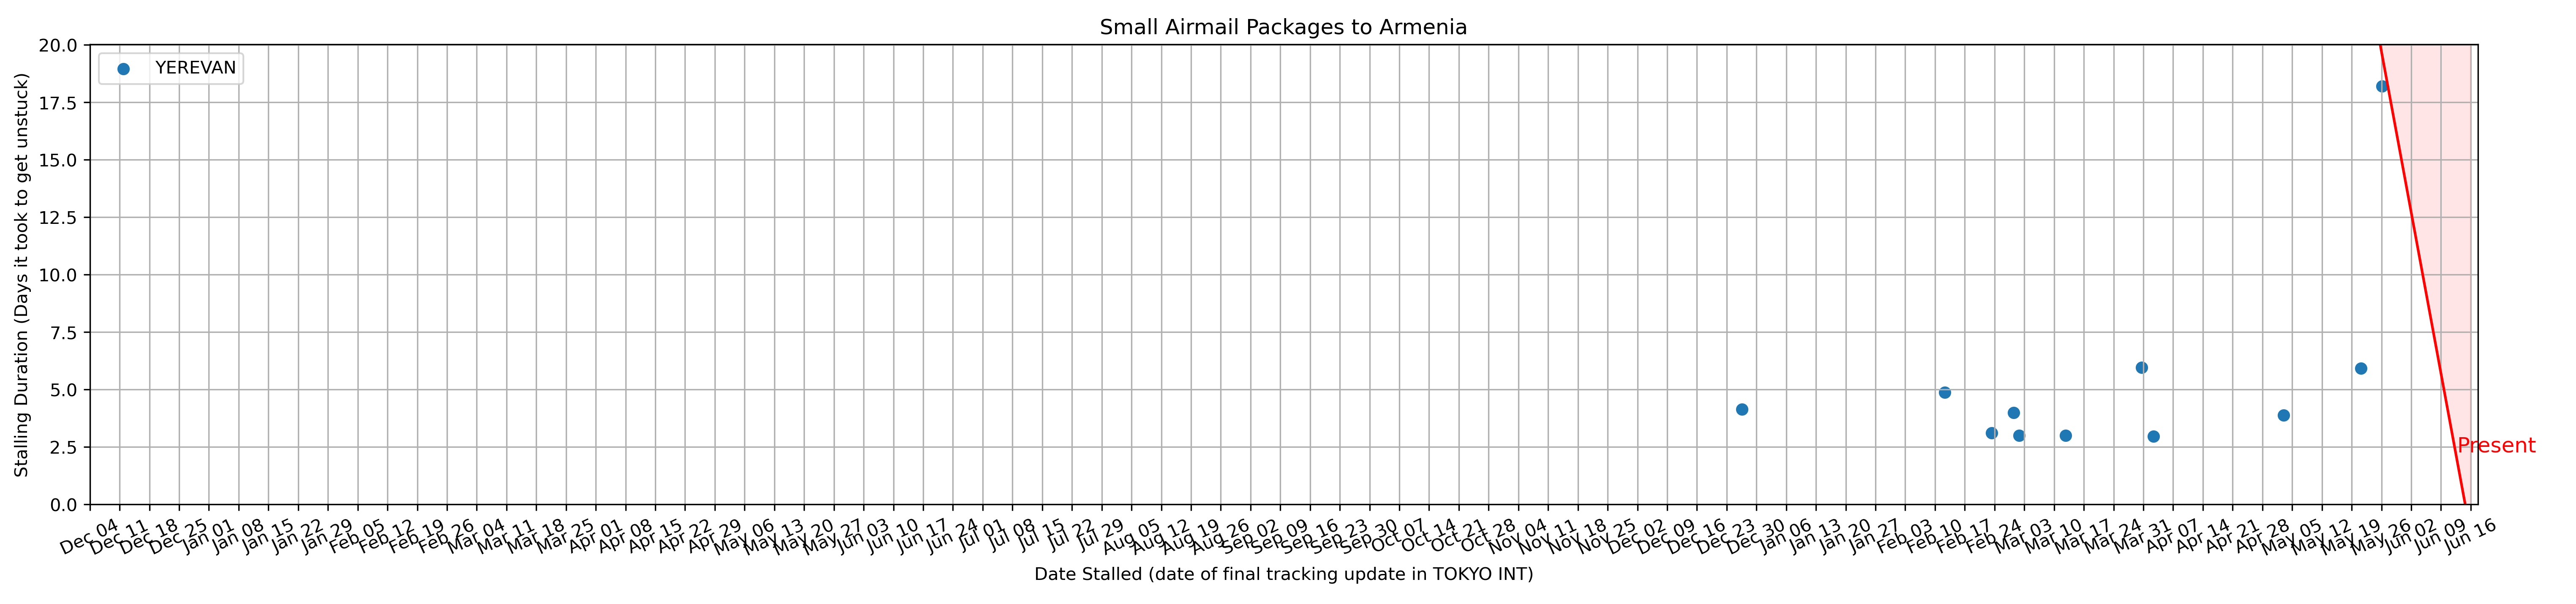 Small Airmail Packages to Armenia
Stalling Duration (Days it took to get unstuck)
20.0
17.5
15.0
12.5
10.0
7.5
5.0
2.5
0.0
YEREVAN
Present
Dec 04
Dec 11
Dec 18
Dec 25
Jan 01
Jan 08
Jan 15
Jan 22
Jan 29
Feb 05
Feb 12
Feb 19
Feb 26
Mar 04
Mar 11
Mar 18
Mar 25
Apr 01
Apr 08
Apr 15
Apr 22
Apr 29
May 06
May 13
May 20
May 27
Jun 03
Jun 10
Jun 17
Jun 24
Jul 01
Jul 08
Jul 15
Jul 22
Jul 29
Aug 05
Aug 12
Aug 19
Aug 26
Sep 02
Sep 09
Sep 16
Sep 23
Sep 30
Oct 07
Oct 14
Oct 21
Oct 28
Nov 04
Nov 11
Nov 18
Nov 25
Dec 02
Dec 09
Dec 16
Dec 23
Dec 30
Jan 06
Jan 13
Jan 20
Jan 27
Feb 03
Feb 10
Feb 17
Feb 24
Mar 03
Mar 10
Mar 17
Mar 24
Mar 31
Apr 07
Apr 14
Apr 21
Apr 28
May 05
May 12
May 19
May 26
Jun 02
Jun 09
Jun 16
Date Stalled (date of final tracking update in TOKYO INT)